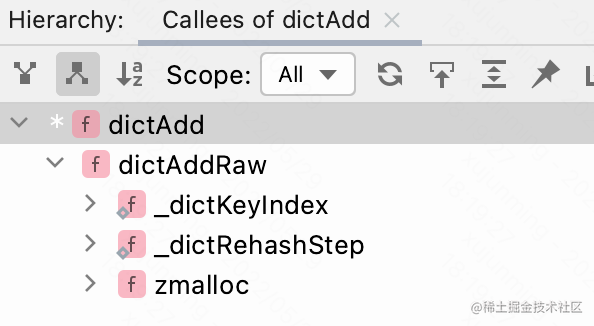 Hierarchy: Callees of dictAdd ×
Scope: All
* f dictAdd
f dictAddRaw
f _dictKeyIndex
f _dictRehashStep
f zmalloc
@稀土掘金技术社区